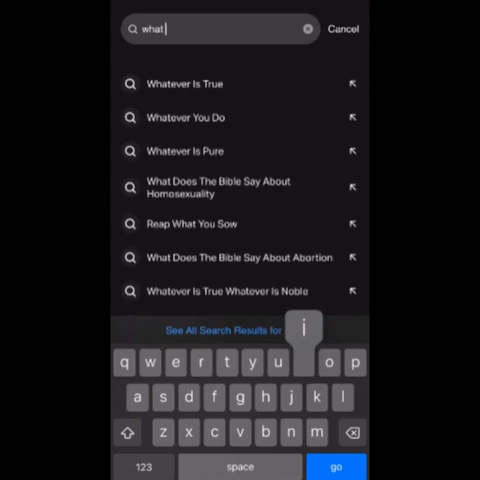 what
Cancel
Whatever Is True
Whatever You Do
Whatever Is Pure
What Does The Bible Say About
Homosexuality
Reap What You Sow
What Does The Bible Say About Abortion
Whatever Is True Whatever Is Noble
See All Search Results for
i
q w e r t y u o p
a s d f g h j k l
z x c v b n m
123 space go